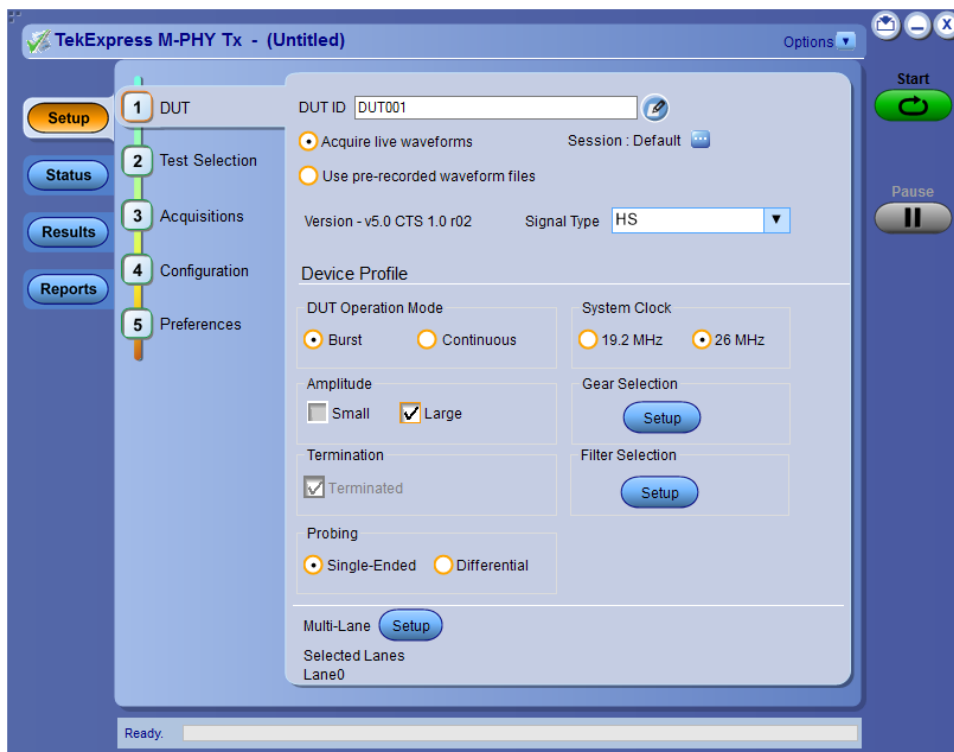 TekExpress M-PHY Tx - (Untitled)
Options
Start
Pause
Setup
Status
Results
Reports
1 DUT
2 Test Selection
3 Acquisitions
4 Configuration
5 Preferences
DUT ID DUT001
Acquire live waveforms
Session : Default
Use pre-recorded waveform files
Version - v5.0 CTS 1.0 r02
Signal Type HS
Device Profile
DUT Operation Mode
Burst Continuous
System Clock
19.2 MHz 26 MHz
Amplitude
Small Large
Gear Selection
Setup
Termination
Terminated
Filter Selection
Setup
Probing
Single-Ended Differential
Multi-Lane Setup
Selected Lanes
Lane0
Ready.